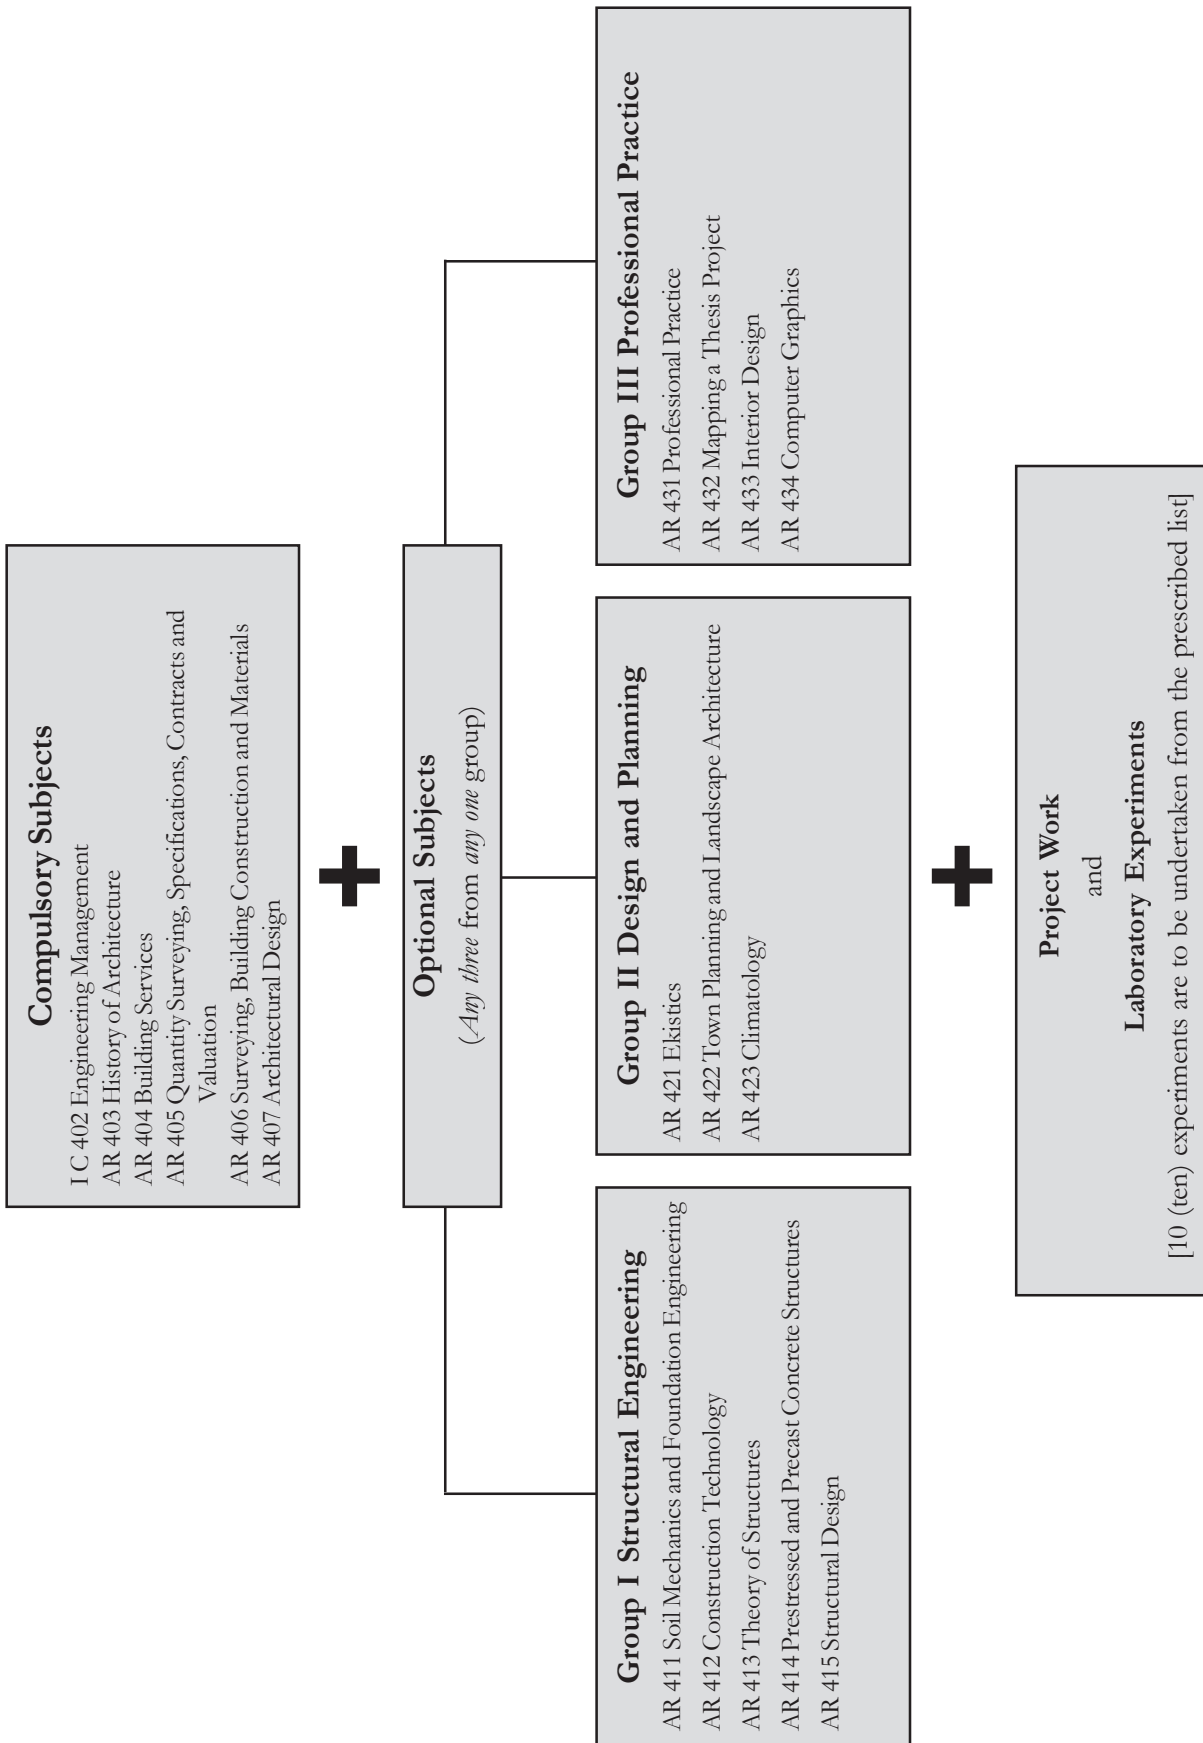 Compulsory Subjects
I C 402 Engineering Management
AR 403 History of Architecture
AR 404 Building Services
AR 405 Quantity Surveying, Specifications, Contracts and
Valuation
AR 406 Surveying, Building Construction and Materials
AR 407 Architectural Design
+
Optional Subjects
(Any three from any one group)
Group I Structural Engineering
AR 411 Soil Mechanics and Foundation Engineering
AR 412 Construction Technology
AR 413 Theory of Structures
AR 414 Prestressed and Precast Concrete Structures
AR 415 Structural Design
Group II Design and Planning
AR 421 Ekistics
AR 422 Town Planning and Landscape Architecture
AR 423 Climatology
Group III Professional Practice
AR 431 Professional Practice
AR 432 Mapping a Thesis Project
AR 433 Interior Design
AR 434 Computer Graphics
+
Project Work
and
Laboratory Experiments
[10 (ten) experiments are to be undertaken from the prescribed list]